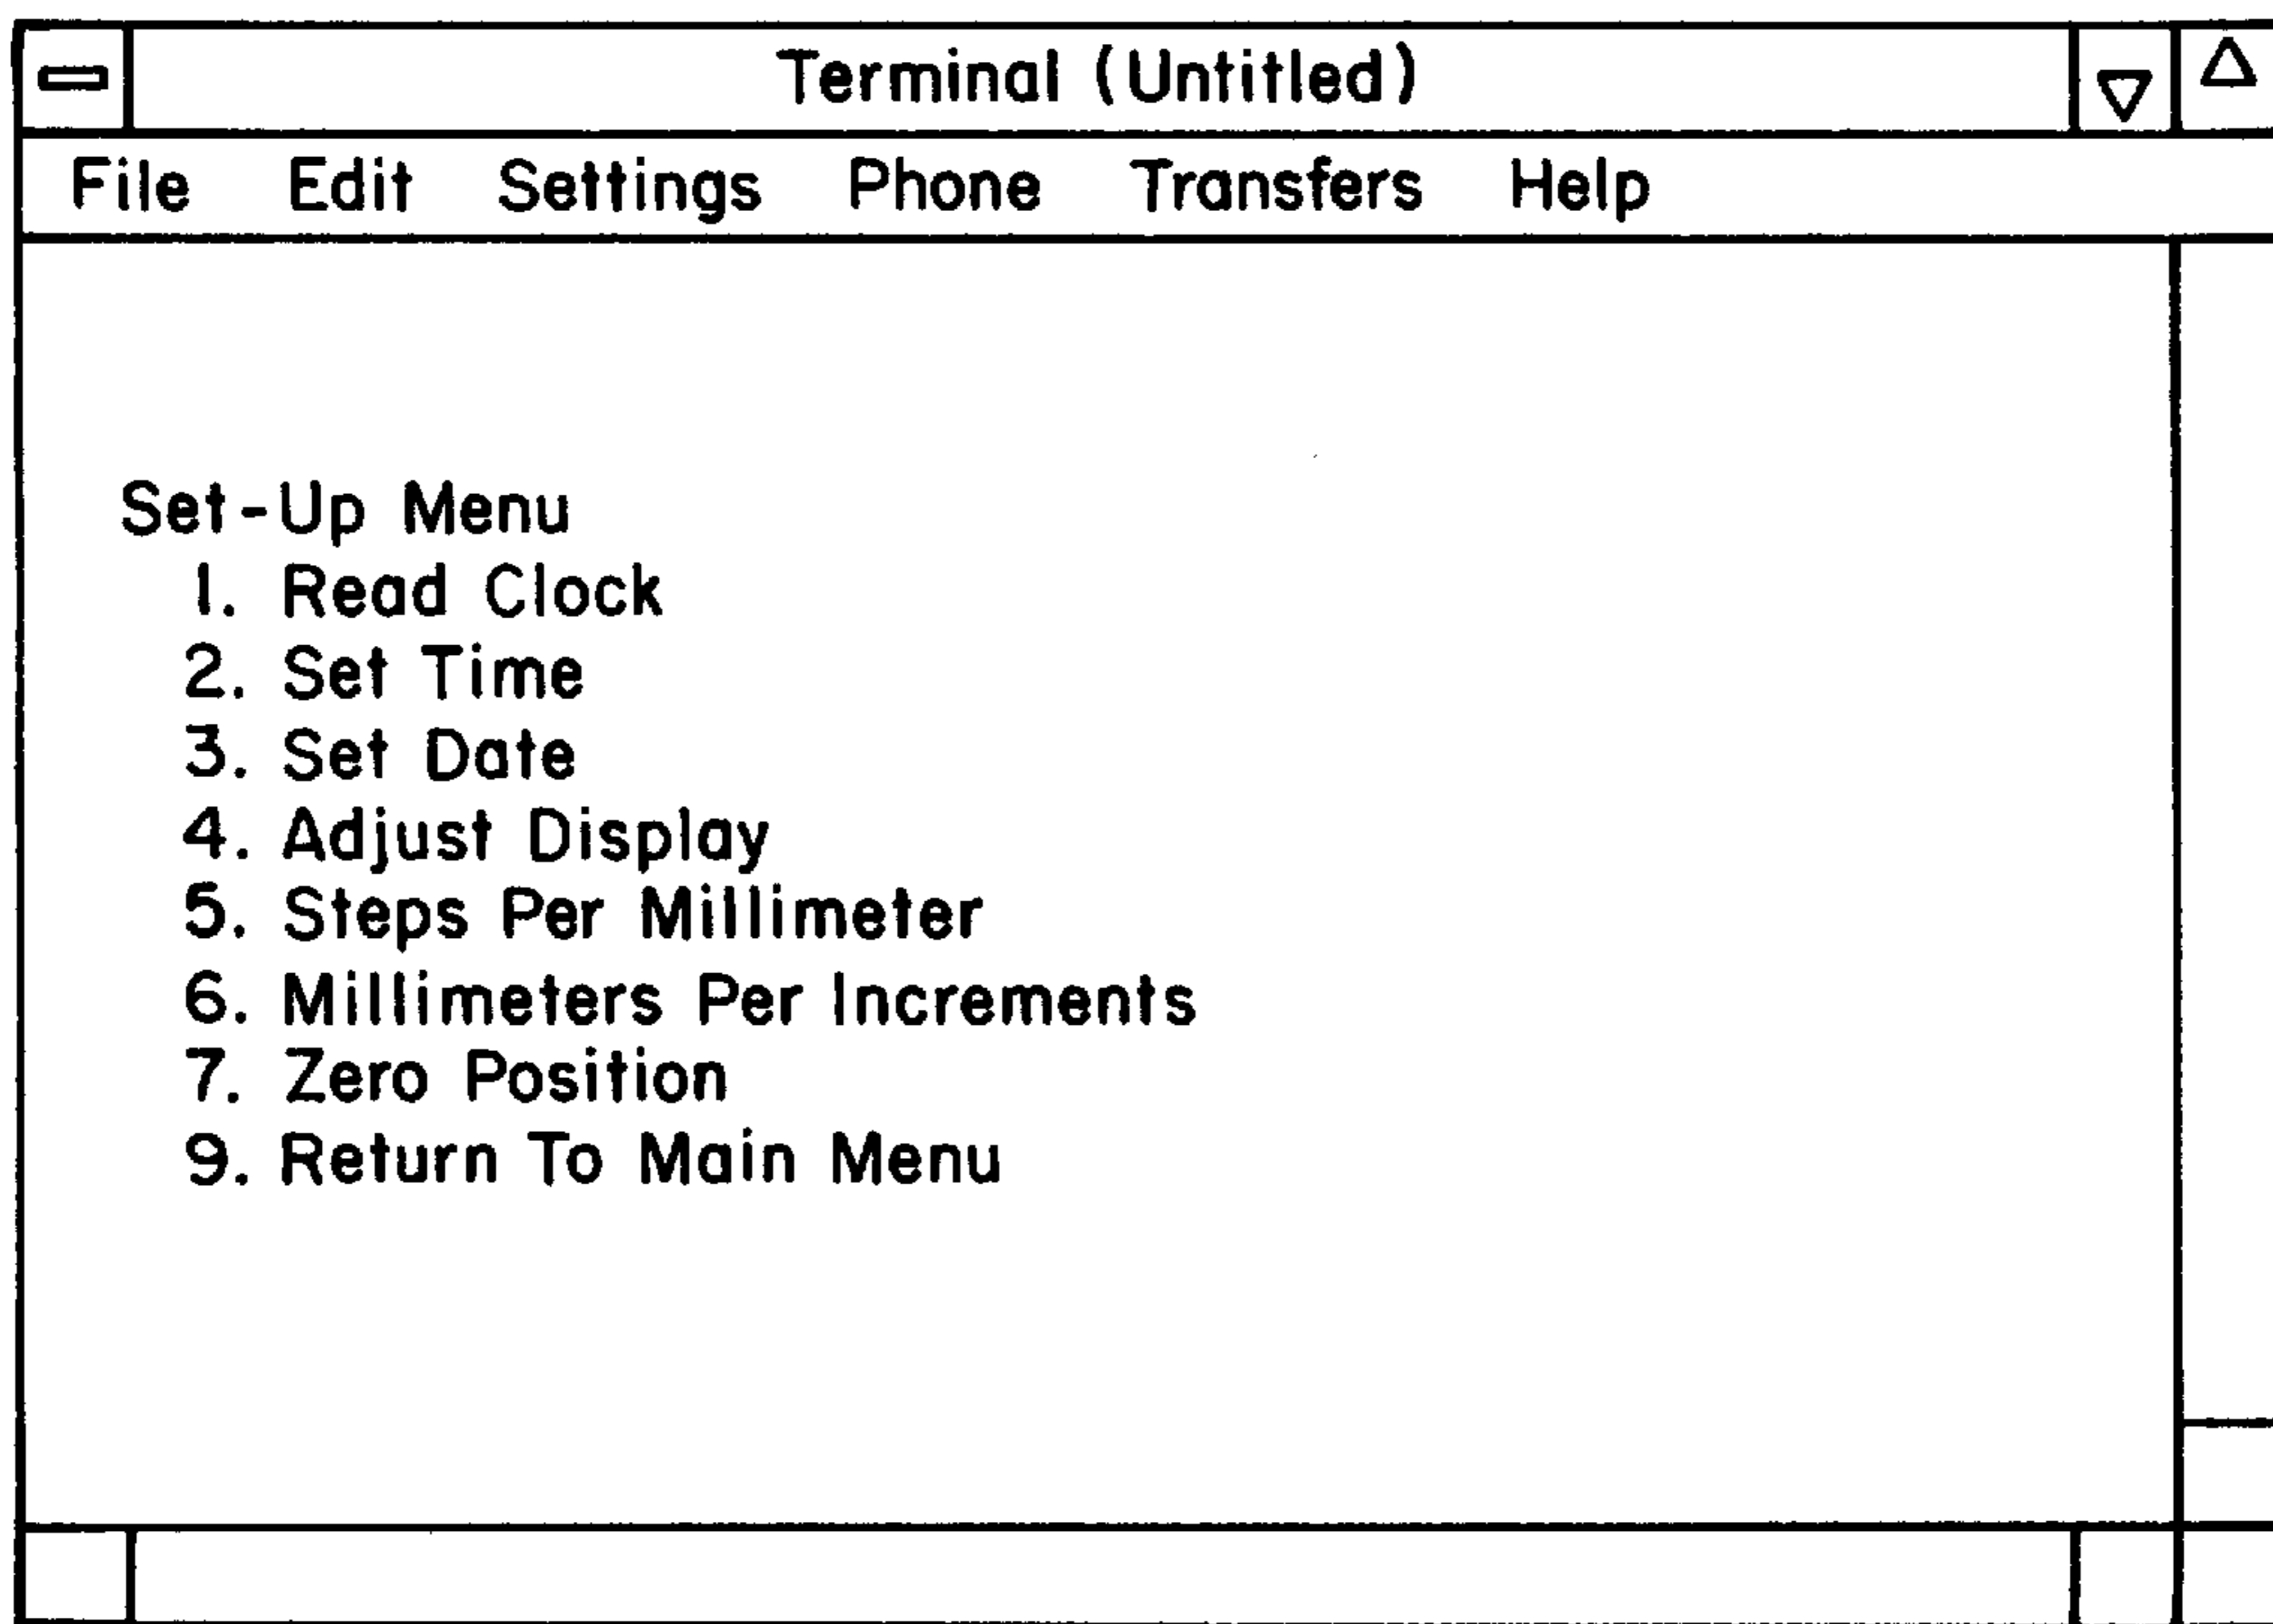 Terminal (Untitled)
File Edit Settings Phone Transfers Help
Set-Up Menu
1. Read Clock
2. Set Time
3. Set Date
4. Adjust Display
5. Steps Per Millimeter
6. Millimeters Per Increments
7. Zero Position
9. Return To Main Menu